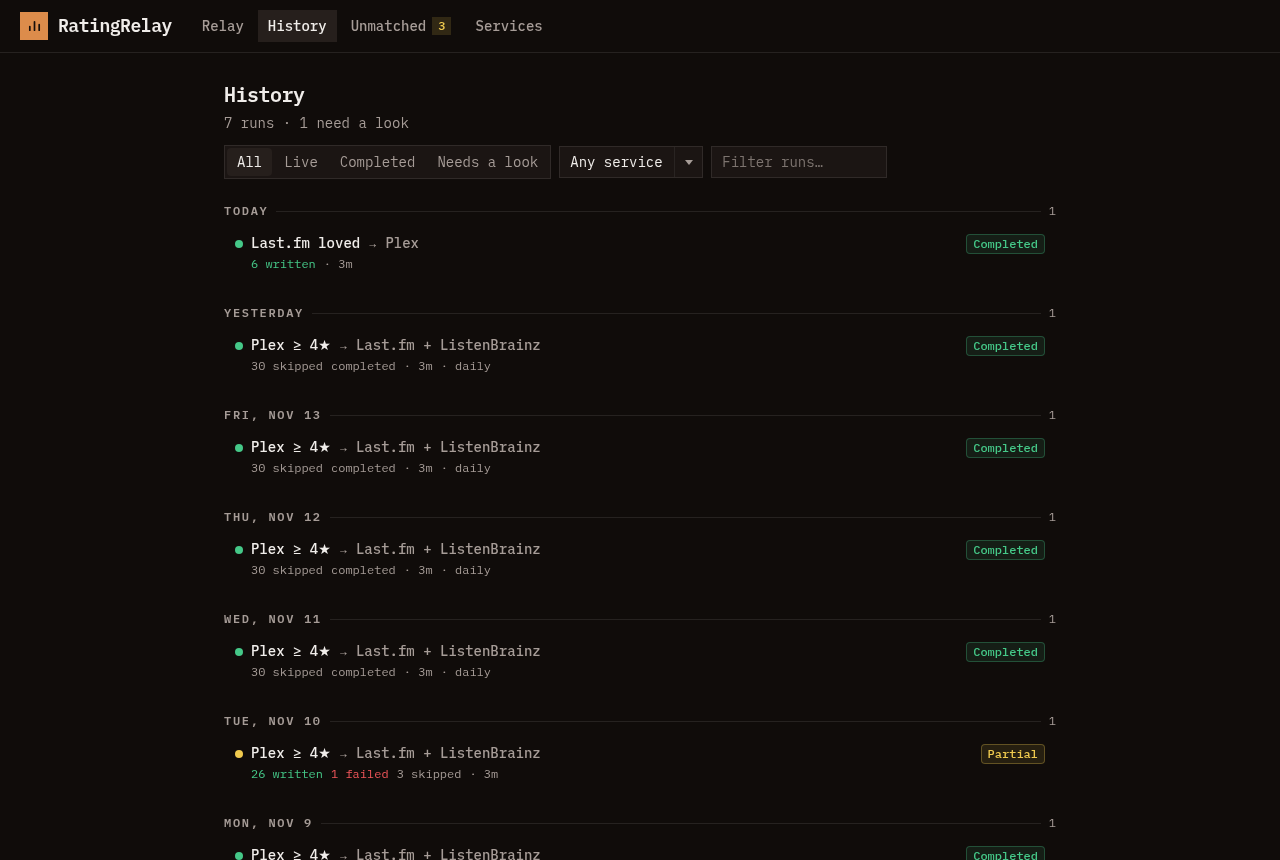 RatingRelay Relay History Unmatched 3 Services
History
7 runs · 1 need a look
All Live Completed Needs a look Any service Filter runs…
TODAY 1
Last.fm loved → Plex Completed
6 written · 3m
YESTERDAY 1
Plex ≥ 4★ → Last.fm + ListenBrainz Completed
30 skipped completed · 3m · daily
FRI, NOV 13 1
Plex ≥ 4★ → Last.fm + ListenBrainz Completed
30 skipped completed · 3m · daily
THU, NOV 12 1
Plex ≥ 4★ → Last.fm + ListenBrainz Completed
30 skipped completed · 3m · daily
WED, NOV 11 1
Plex ≥ 4★ → Last.fm + ListenBrainz Completed
30 skipped completed · 3m · daily
TUE, NOV 10 1
Plex ≥ 4★ → Last.fm + ListenBrainz Partial
26 written 1 failed 3 skipped · 3m
MON, NOV 9 1
Plex ≥ 4★ → Last.fm + ListenBrainz Completed